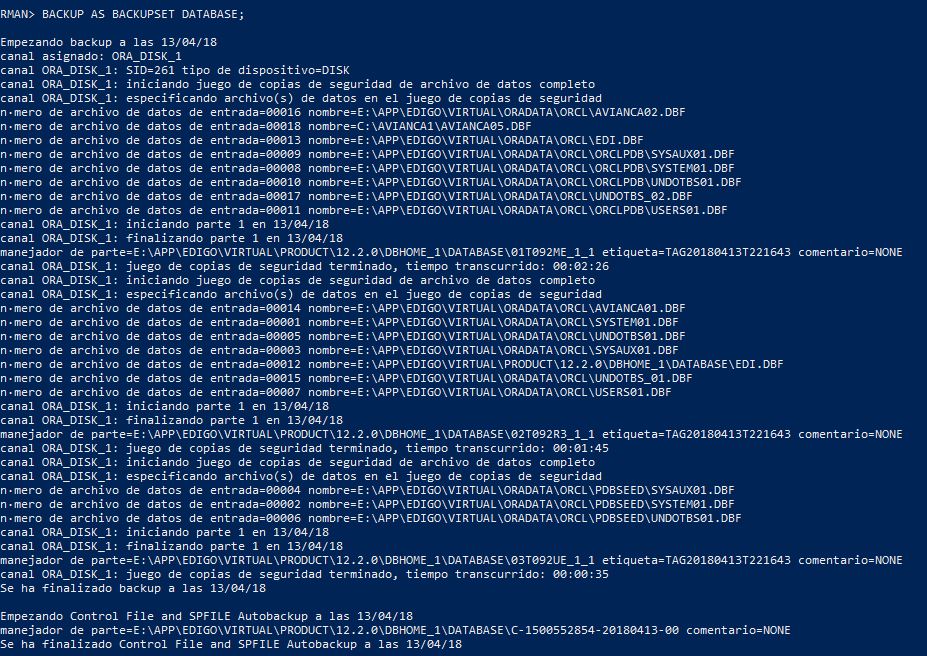 RMAN> BACKUP AS BACKUPSET DATABASE;
Empezando backup a las 13/04/18
canal asignado: ORA_DISK_1
canal ORA_DISK_1: SID=261 tipo de dispositivo=DISK
canal ORA_DISK_1: iniciando juego de copias de seguridad de archivo de datos completo
canal ORA_DISK_1: especificando archivo(s) de datos en el juego de copias de seguridad
n·mero de archivo de datos de entrada=00016 nombre=E:\APP\EDIGO\VIRTUAL\ORADATA\ORCL\AVIANCA02.DBF
n·mero de archivo de datos de entrada=00018 nombre=C:\AVIANCA1\AVIANCA05.DBF
n·mero de archivo de datos de entrada=00013 nombre=E:\APP\EDIGO\VIRTUAL\ORADATA\ORCL\EDI.DBF
n·mero de archivo de datos de entrada=00009 nombre=E:\APP\EDIGO\VIRTUAL\ORADATA\ORCL\ORCLPDB\SYSAUX01.DBF
n·mero de archivo de datos de entrada=00008 nombre=E:\APP\EDIGO\VIRTUAL\ORADATA\ORCL\ORCLPDB\SYSTEM01.DBF
n·mero de archivo de datos de entrada=00010 nombre=E:\APP\EDIGO\VIRTUAL\ORADATA\ORCL\ORCLPDB\UNDOTBS01.DBF
n·mero de archivo de datos de entrada=00017 nombre=E:\APP\EDIGO\VIRTUAL\ORADATA\ORCL\UNDOTBS_02.DBF
n·mero de archivo de datos de entrada=00011 nombre=E:\APP\EDIGO\VIRTUAL\ORADATA\ORCL\ORCLPDB\USERS01.DBF
canal ORA_DISK_1: iniciando parte 1 en 13/04/18
canal ORA_DISK_1: finalizando parte 1 en 13/04/18
manejador de parte=E:\APP\EDIGO\VIRTUAL\PRODUCT\12.2.0\DBHOME_1\DATABASE\01T092ME_1_1 etiqueta=TAG20180413T221643 comentario=NONE
canal ORA_DISK_1: juego de copias de seguridad terminado, tiempo transcurrido: 00:02:26
canal ORA_DISK_1: iniciando juego de copias de seguridad de archivo de datos completo
canal ORA_DISK_1: especificando archivo(s) de datos en el juego de copias de seguridad
n·mero de archivo de datos de entrada=00014 nombre=E:\APP\EDIGO\VIRTUAL\ORADATA\ORCL\AVIANCA01.DBF
n·mero de archivo de datos de entrada=00001 nombre=E:\APP\EDIGO\VIRTUAL\ORADATA\ORCL\SYSTEM01.DBF
n·mero de archivo de datos de entrada=00005 nombre=E:\APP\EDIGO\VIRTUAL\ORADATA\ORCL\UNDOTBS01.DBF
n·mero de archivo de datos de entrada=00003 nombre=E:\APP\EDIGO\VIRTUAL\ORADATA\ORCL\SYSAUX01.DBF
n·mero de archivo de datos de entrada=00012 nombre=E:\APP\EDIGO\VIRTUAL\PRODUCT\12.2.0\DBHOME_1\DATABASE\EDI.DBF
n·mero de archivo de datos de entrada=00015 nombre=E:\APP\EDIGO\VIRTUAL\ORADATA\ORCL\UNDOTBS_01.DBF
n·mero de archivo de datos de entrada=00007 nombre=E:\APP\EDIGO\VIRTUAL\ORADATA\ORCL\USERS01.DBF
canal ORA_DISK_1: iniciando parte 1 en 13/04/18
canal ORA_DISK_1: finalizando parte 1 en 13/04/18
manejador de parte=E:\APP\EDIGO\VIRTUAL\PRODUCT\12.2.0\DBHOME_1\DATABASE\02T092R3_1_1 etiqueta=TAG20180413T221643 comentario=NONE
canal ORA_DISK_1: juego de copias de seguridad terminado, tiempo transcurrido: 00:01:45
canal ORA_DISK_1: iniciando juego de copias de seguridad de archivo de datos completo
canal ORA_DISK_1: especificando archivo(s) de datos en el juego de copias de seguridad
n·mero de archivo de datos de entrada=00004 nombre=E:\APP\EDIGO\VIRTUAL\ORADATA\ORCL\PDBSEED\SYSAUX01.DBF
n·mero de archivo de datos de entrada=00002 nombre=E:\APP\EDIGO\VIRTUAL\ORADATA\ORCL\PDBSEED\SYSTEM01.DBF
n·mero de archivo de datos de entrada=00006 nombre=E:\APP\EDIGO\VIRTUAL\ORADATA\ORCL\PDBSEED\UNDOTBS01.DBF
canal ORA_DISK_1: iniciando parte 1 en 13/04/18
canal ORA_DISK_1: finalizando parte 1 en 13/04/18
manejador de parte=E:\APP\EDIGO\VIRTUAL\PRODUCT\12.2.0\DBHOME_1\DATABASE\03T092UE_1_1 etiqueta=TAG20180413T221643 comentario=NONE
canal ORA_DISK_1: juego de copias de seguridad terminado, tiempo transcurrido: 00:00:35
Se ha finalizado backup a las 13/04/18
Empezando Control File and SPFILE Autobackup a las 13/04/18
manejador de parte=E:\APP\EDIGO\VIRTUAL\PRODUCT\12.2.0\DBHOME_1\DATABASE\C-1500552854-20180413-00 comentario=NONE
Se ha finalizado Control File and SPFILE Autobackup a las 13/04/18